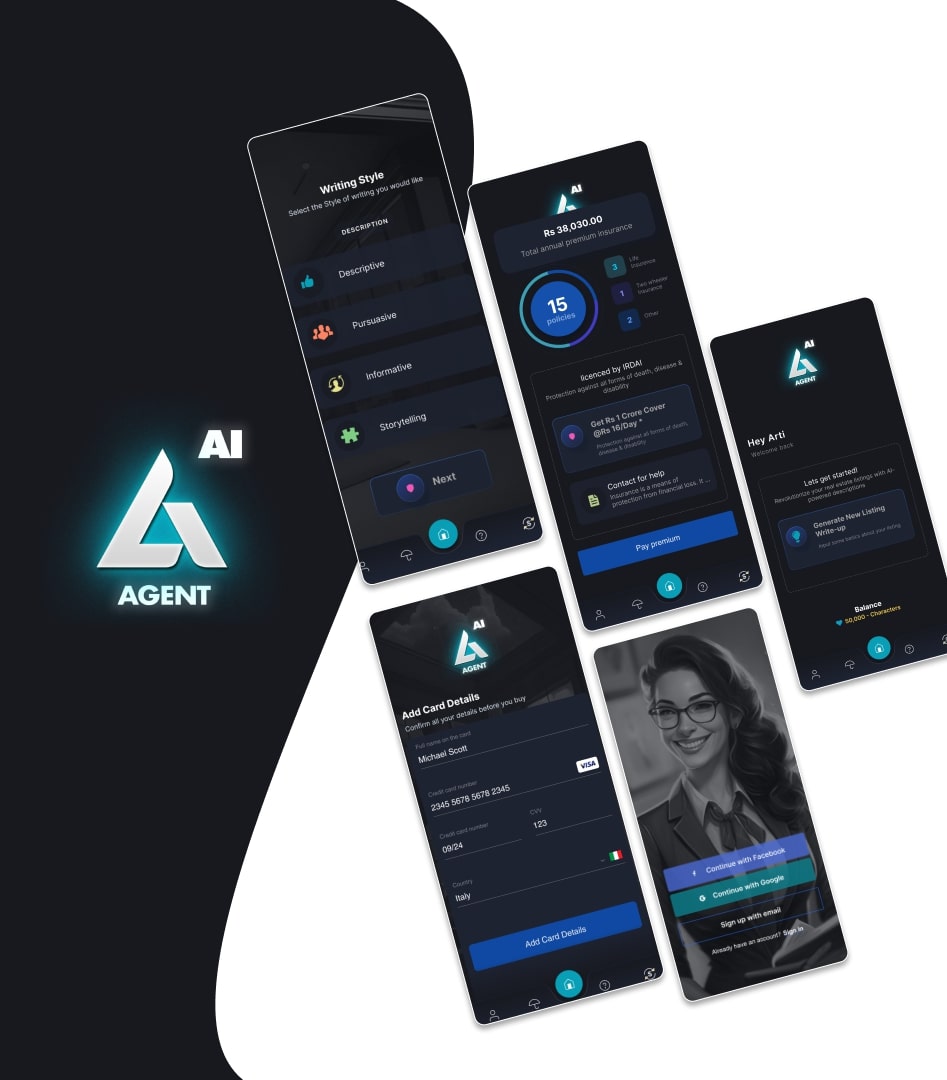 AI
AGENT
Writing Style
Select the Style of writing you would like
DESCRIPTION
Descriptive
Pursuasive
Informative
Storytelling
Next
AI
Rs 38,030.00
Total annual premium insurance
15
policies
3
Life
Insurence
1
Two wheeler
Insurence
2
Other
licenced by IRDAI
Protection against all forms of death, disease &
disability
Get Rs 1 Crore Cover
@Rs 16/Day *
Protection against all forms of death,
disease & disability
Contact for help
Insurance is a means of
protection from financial loss. It ...
Pay premium
AI
AGENT
Hey Arti
Welcome back
Lets get started!
Revolutionize your real estate listings with AI-
powered descriptions
Generate New Listing
Write-up
Input some basics about your listing
Balance
50,000 - Characters
AI
AGENT
Add Card Details
Confirm all your details before you buy
Full name on the card
Michael Scott
Credit card number
2345 5678 5678 2345
VISA
Credit card number
09/24
CVV
123
Country
Italy
Add Card Details
Continue with Facebook
Continue with Google
Sign up with email
Already have an account? Sign in